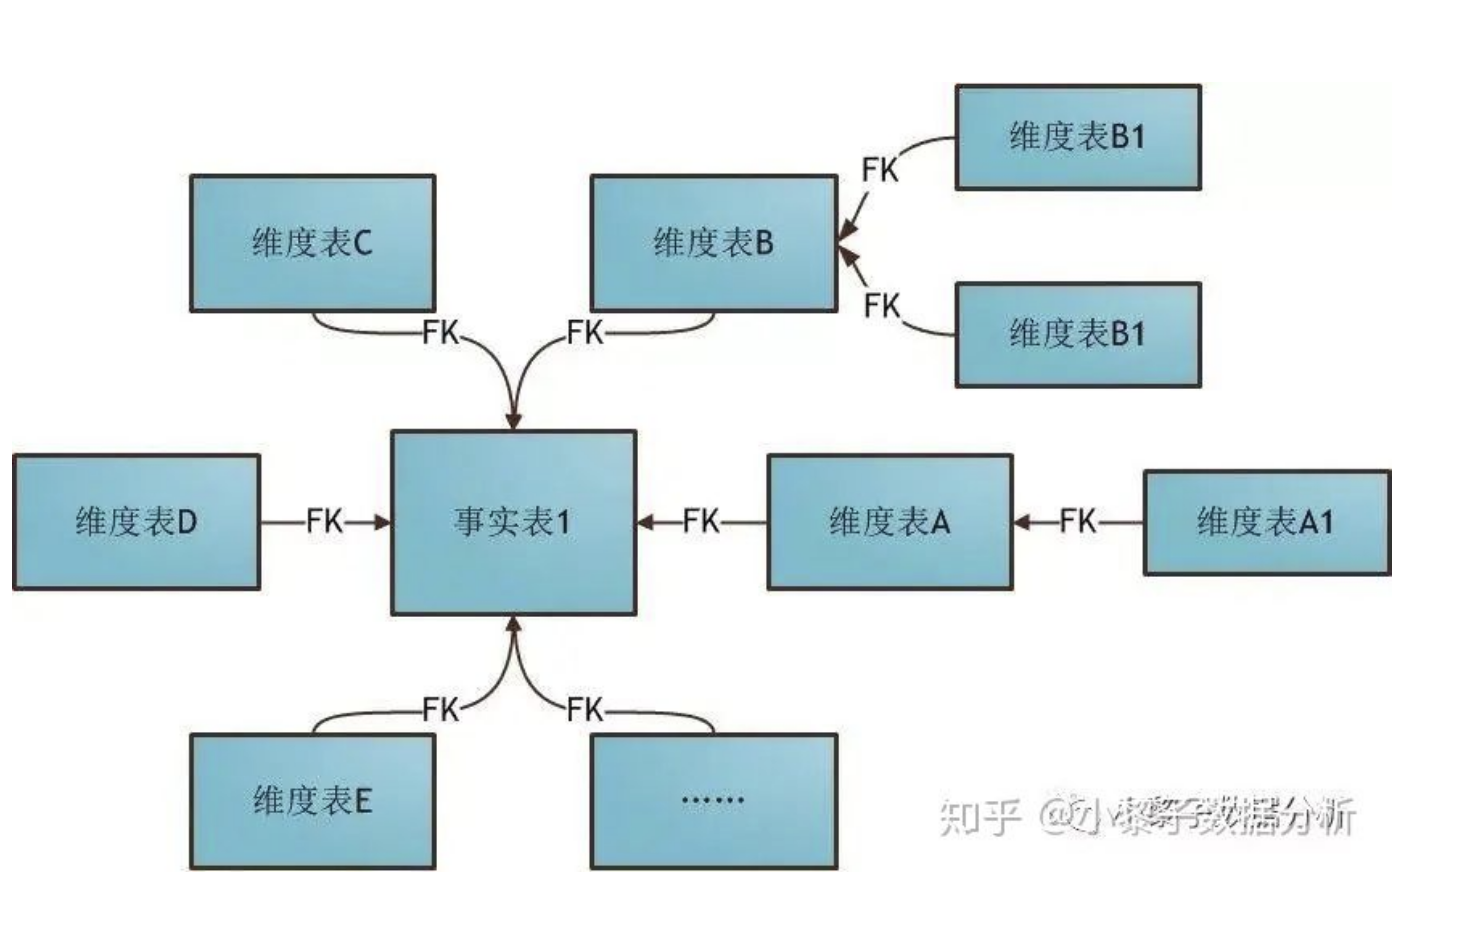 维度表B1
FK
维度表C
维度表B
FK
维度表B1
FK
FK
维度表D
FK
事实表1
FK
维度表A
FK
维度表A1
FK
FK
维度表E
……
知乎 @小黎子数据分析